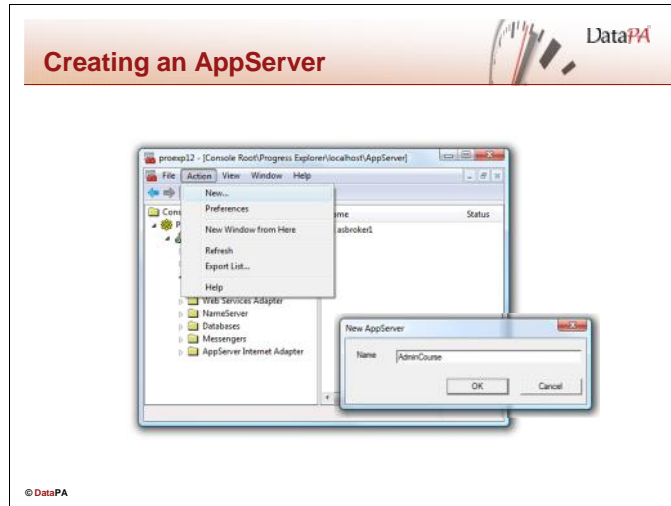 DataPA
Creating an AppServer
proexp12 - [Console Root\Progress Explorer\localhost\AppServer]
File Action View Window Help
New...
Preferences
New Window from Here
Refresh
Export List...
Help
Status
asbroker1
Web Services Adapter
NameServer
Databases
Messengers
AppServer Internet Adapter
New AppServer
Name AdminCourse
OK Cancel
© DataPA